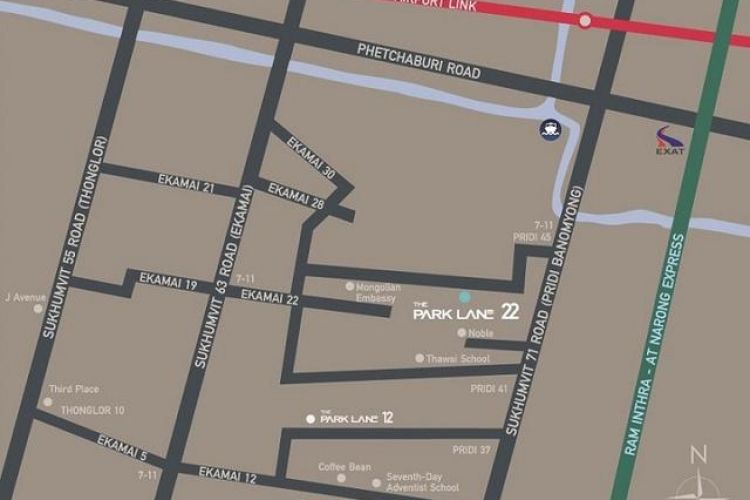 AIRPORT LINK
PHETCHABURI ROAD
EXAT
EKAMAI 30
EKAMAI 21
EKAMAI 28
SUKHUMVIT 55 ROAD (THONGLOR)
SUKHUMVIT 63 ROAD (EKAMAI)
7-11
PRIDI 45
SUKHUMVIT 71 ROAD (PRIDI BANOMYONG)
RAM INTHRA - AT NARONG EXPRESS
EKAMAI 19
7-11
EKAMAI 22
Mongolian
Embassy
J Avenue
THE
PARK LANE 22
Noble
Thawsi School
PRIDI 41
Third Place
THONGLOR 10
THE
PARK LANE 12
EKAMAI 5
7-11
EKAMAI 12
PRIDI 37
Coffee Bean
Seventh-Day
Adventist School
N